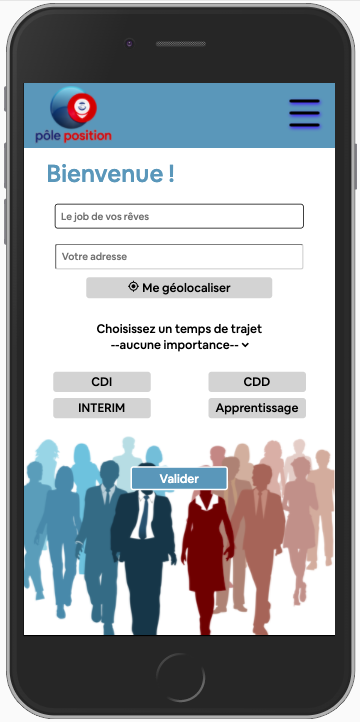 pôle position
Bienvenue !
Le job de vos rêves
Votre adresse
Me géolocaliser
Choisissez un temps de trajet
--aucune importance--
CDI
CDD
INTERIM
Apprentissage
Valider